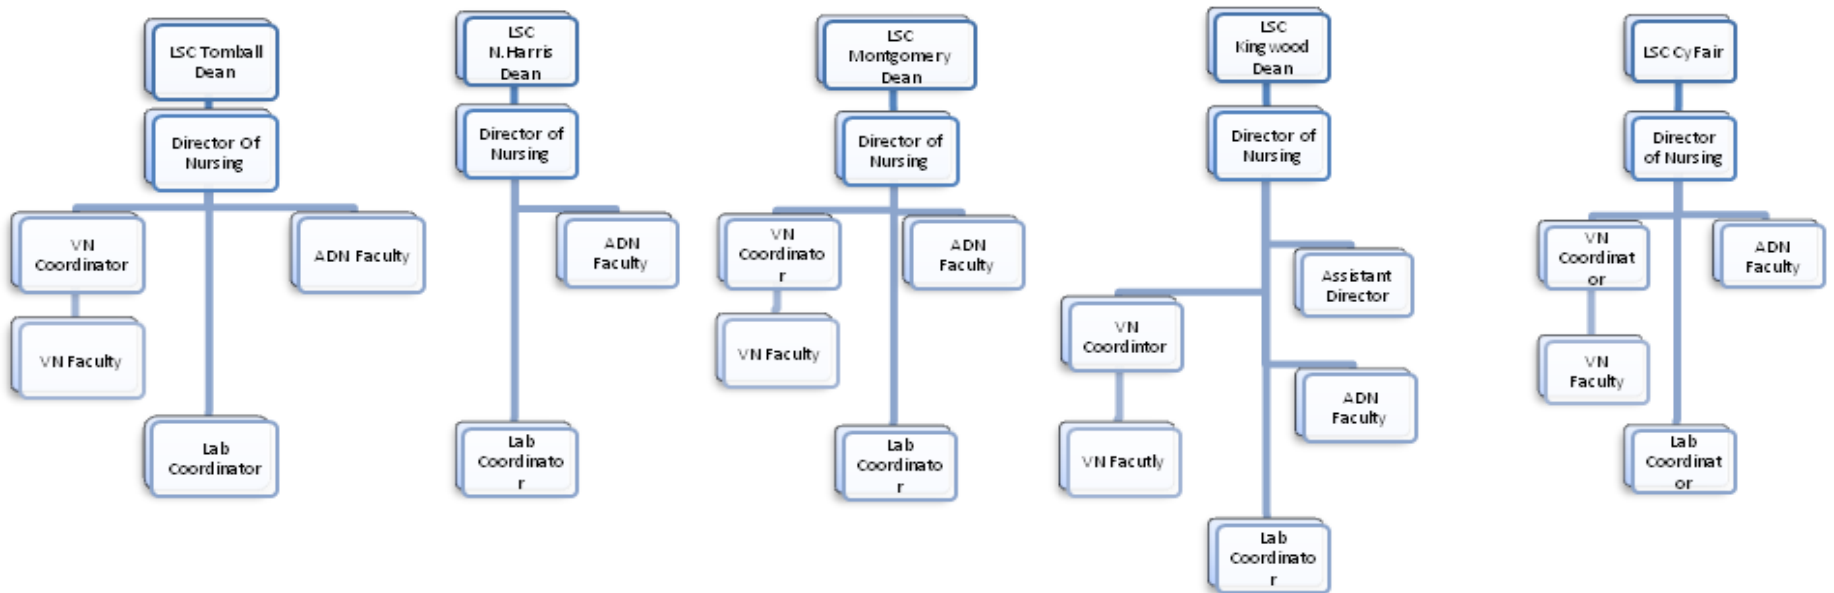 LSC Tomball
Dean
Director Of
Nursing
VN
Coordinator
ADN Faculty
VN Faculty
Lab
Coordinator
LSC
N.Harris
Dean
Director of
Nursing
ADN
Faculty
Lab
Coordinato
r
LSC
Montgomery
Dean
Director of
Nursing
VN
Coordinato
r
ADN
Faculty
VN Faculty
Lab
Coordinato
r
LSC
Kingwood
Dean
Director of
Nursing
Assistant
Director
VN
Coordintor
ADN
Faculty
VN Facutly
Lab
Coordinato
r
LSC CyFair
Director
of Nursing
VN
Coordinat
or
ADN
Faculty
VN
Faculty
Lab
Coordinat
or